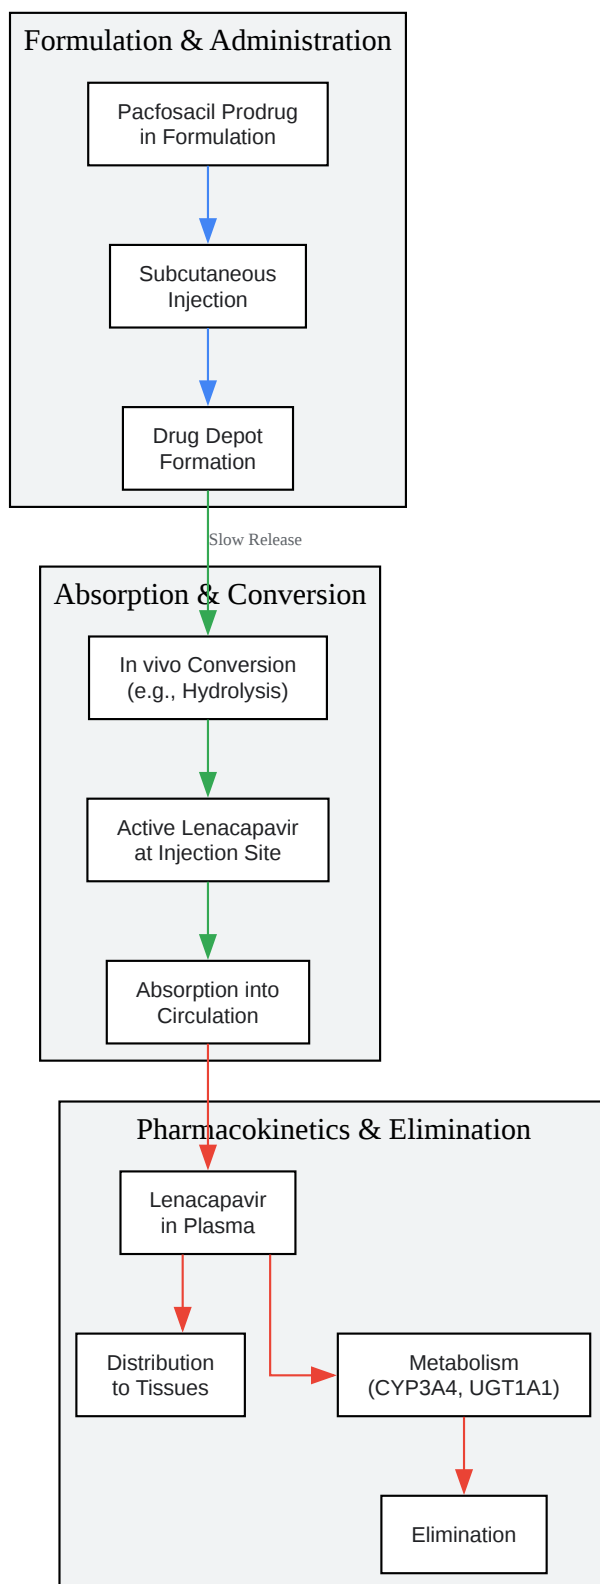 Formulation & Administration
Pacfosacil Prodrug
in Formulation
Subcutaneous
Injection
Drug Depot
Formation
Slow Release
Absorption & Conversion
In vivo Conversion
(e.g., Hydrolysis)
Active Lenacapavir
at Injection Site
Absorption into
Circulation
Pharmacokinetics & Elimination
Lenacapavir
in Plasma
Distribution
to Tissues
Metabolism
(CYP3A4, UGT1A1)
Elimination